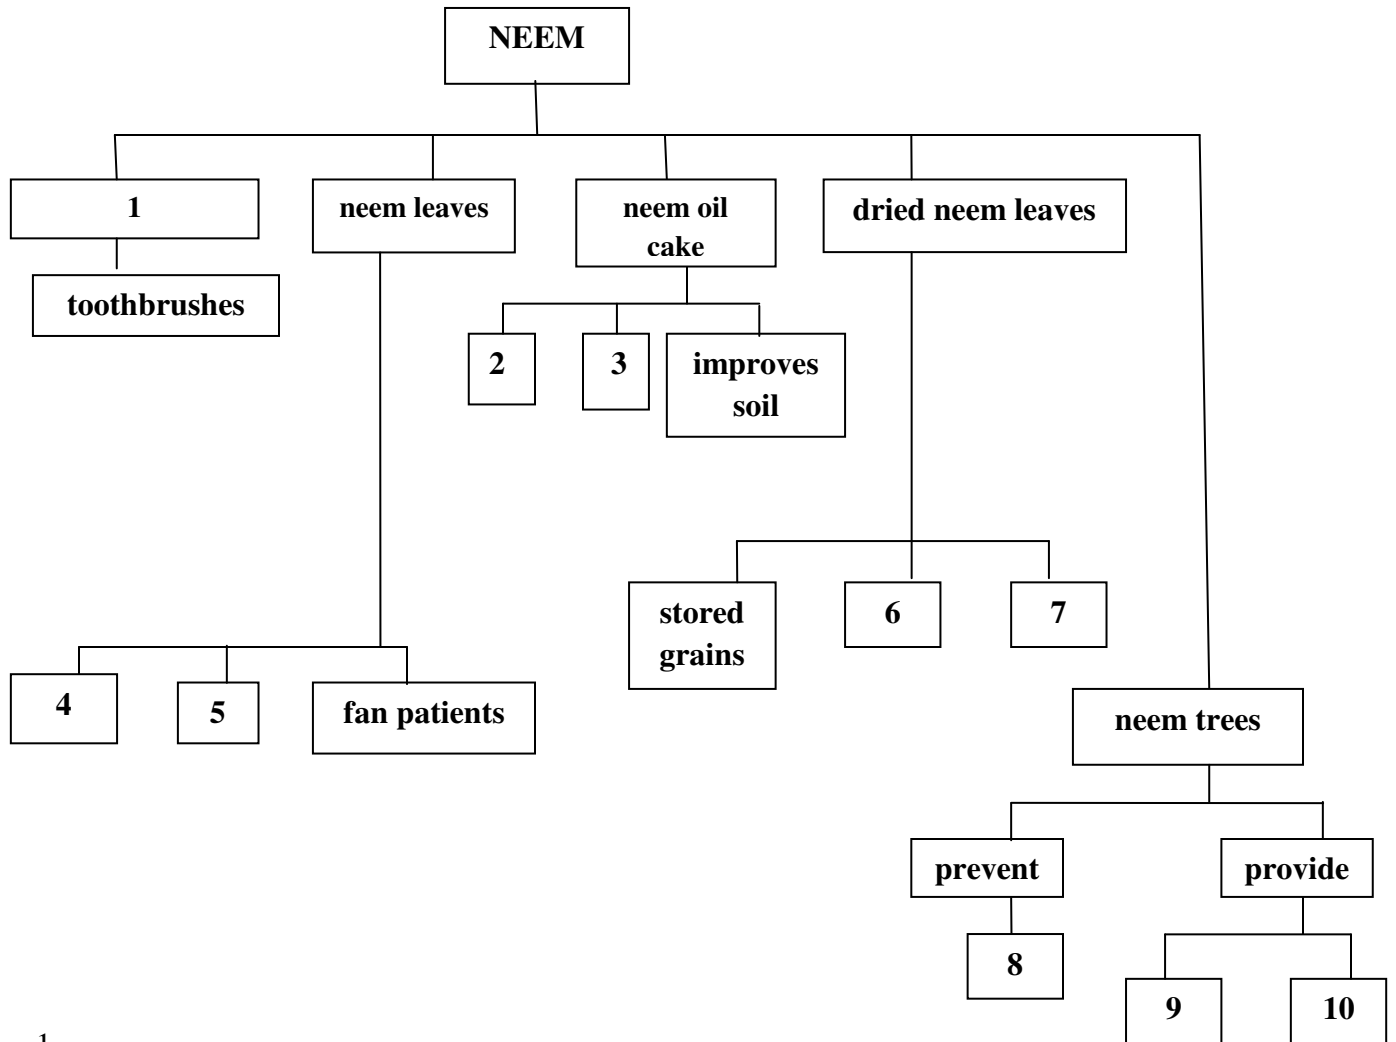 NEEM
1
neem leaves
neem oil
cake
dried neem leaves
toothbrushes
2
3
improves
soil
stored
grains
6
7
4
5
fan patients
neem trees
prevent
provide
8
9
10
1